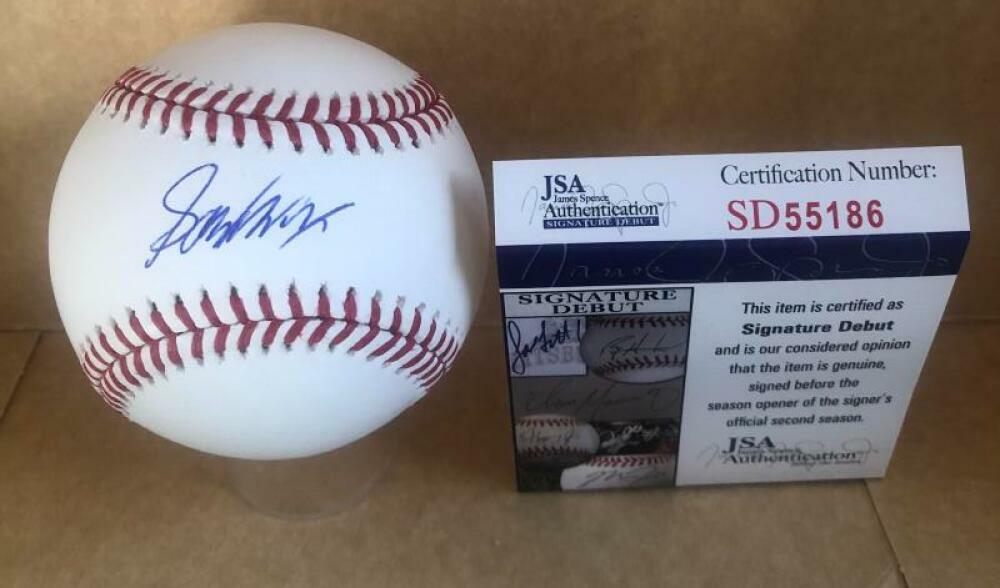 JSA
James Spence
Authentication
SIGNATURE DEBUT
Certification Number:
SD55186
SIGNATURE
DEBUT
This item is certified as
Signature Debut
and is our considered opinion
that the item is genuine,
signed before the
season opener of the signer's
official second season.
JSA
Authentication